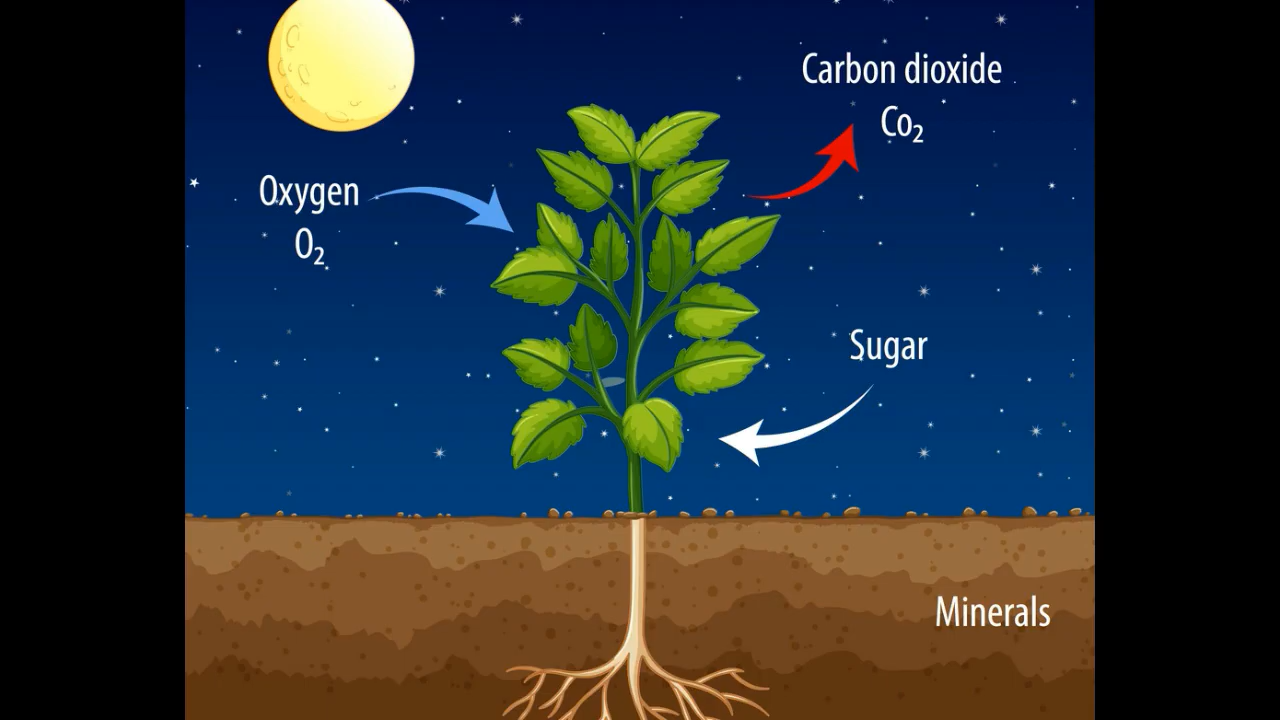 Carbon dioxide
Co₂
Oxygen
O₂
Sugar
Minerals